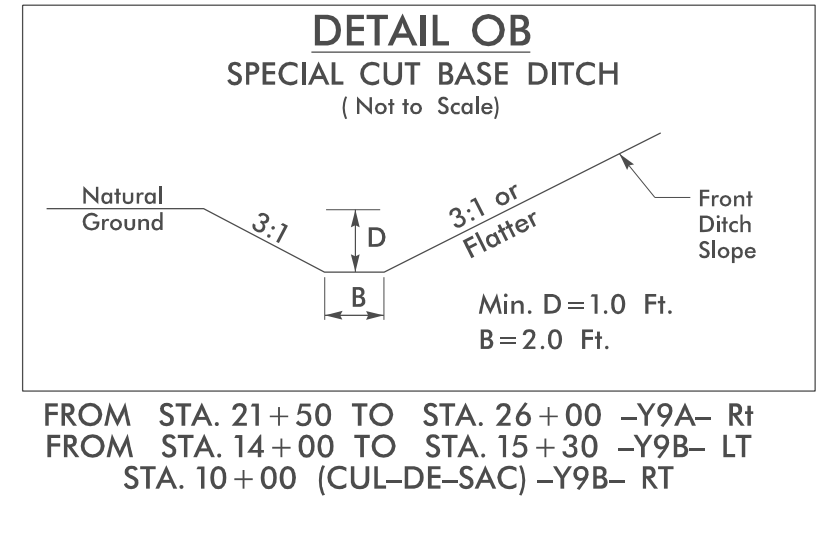 DETAIL OB
SPECIAL CUT BASE DITCH
( Not to Scale)
Natural
Ground
3:1
D
3:1 or
Flatter
Front
Ditch
Slope
B
Min. D=1.0 Ft.
B=2.0 Ft.
FROM STA. 21+50 TO STA. 26+00 –Y9A– Rt
FROM STA. 14+00 TO STA. 15+30 –Y9B– LT
STA. 10+00 (CUL–DE–SAC) –Y9B– RT